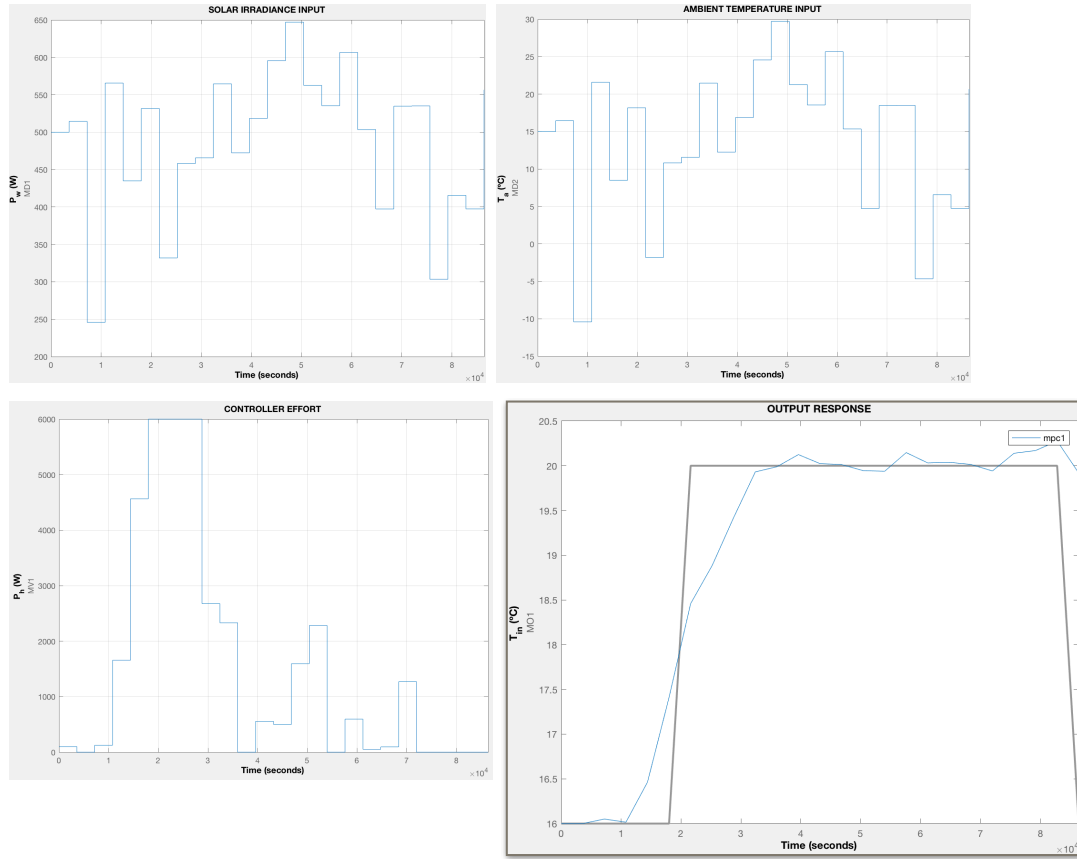 SOLAR IRRADIANCE INPUT
650
600
550
500
450
400
350
300
250
200
P_w (W)
MD1
0 1 2 3 4 5 6 7 8
×10^4
Time (seconds)
AMBIENT TEMPERATURE INPUT
30
25
20
15
10
5
0
-5
-10
-15
T_a (ºC)
MD2
0 1 2 3 4 5 6 7 8
×10^4
Time (seconds)
CONTROLLER EFFORT
6000
5000
4000
3000
2000
1000
0
P_h (W)
MV1
0 1 2 3 4 5 6 7 8
×10^4
Time (seconds)
OUTPUT RESPONSE
mpc1
20.5
20
19.5
19
18.5
18
17.5
17
16.5
16
T_in (ºC)
MO1
0 1 2 3 4 5 6 7 8
×10^4
Time (seconds)